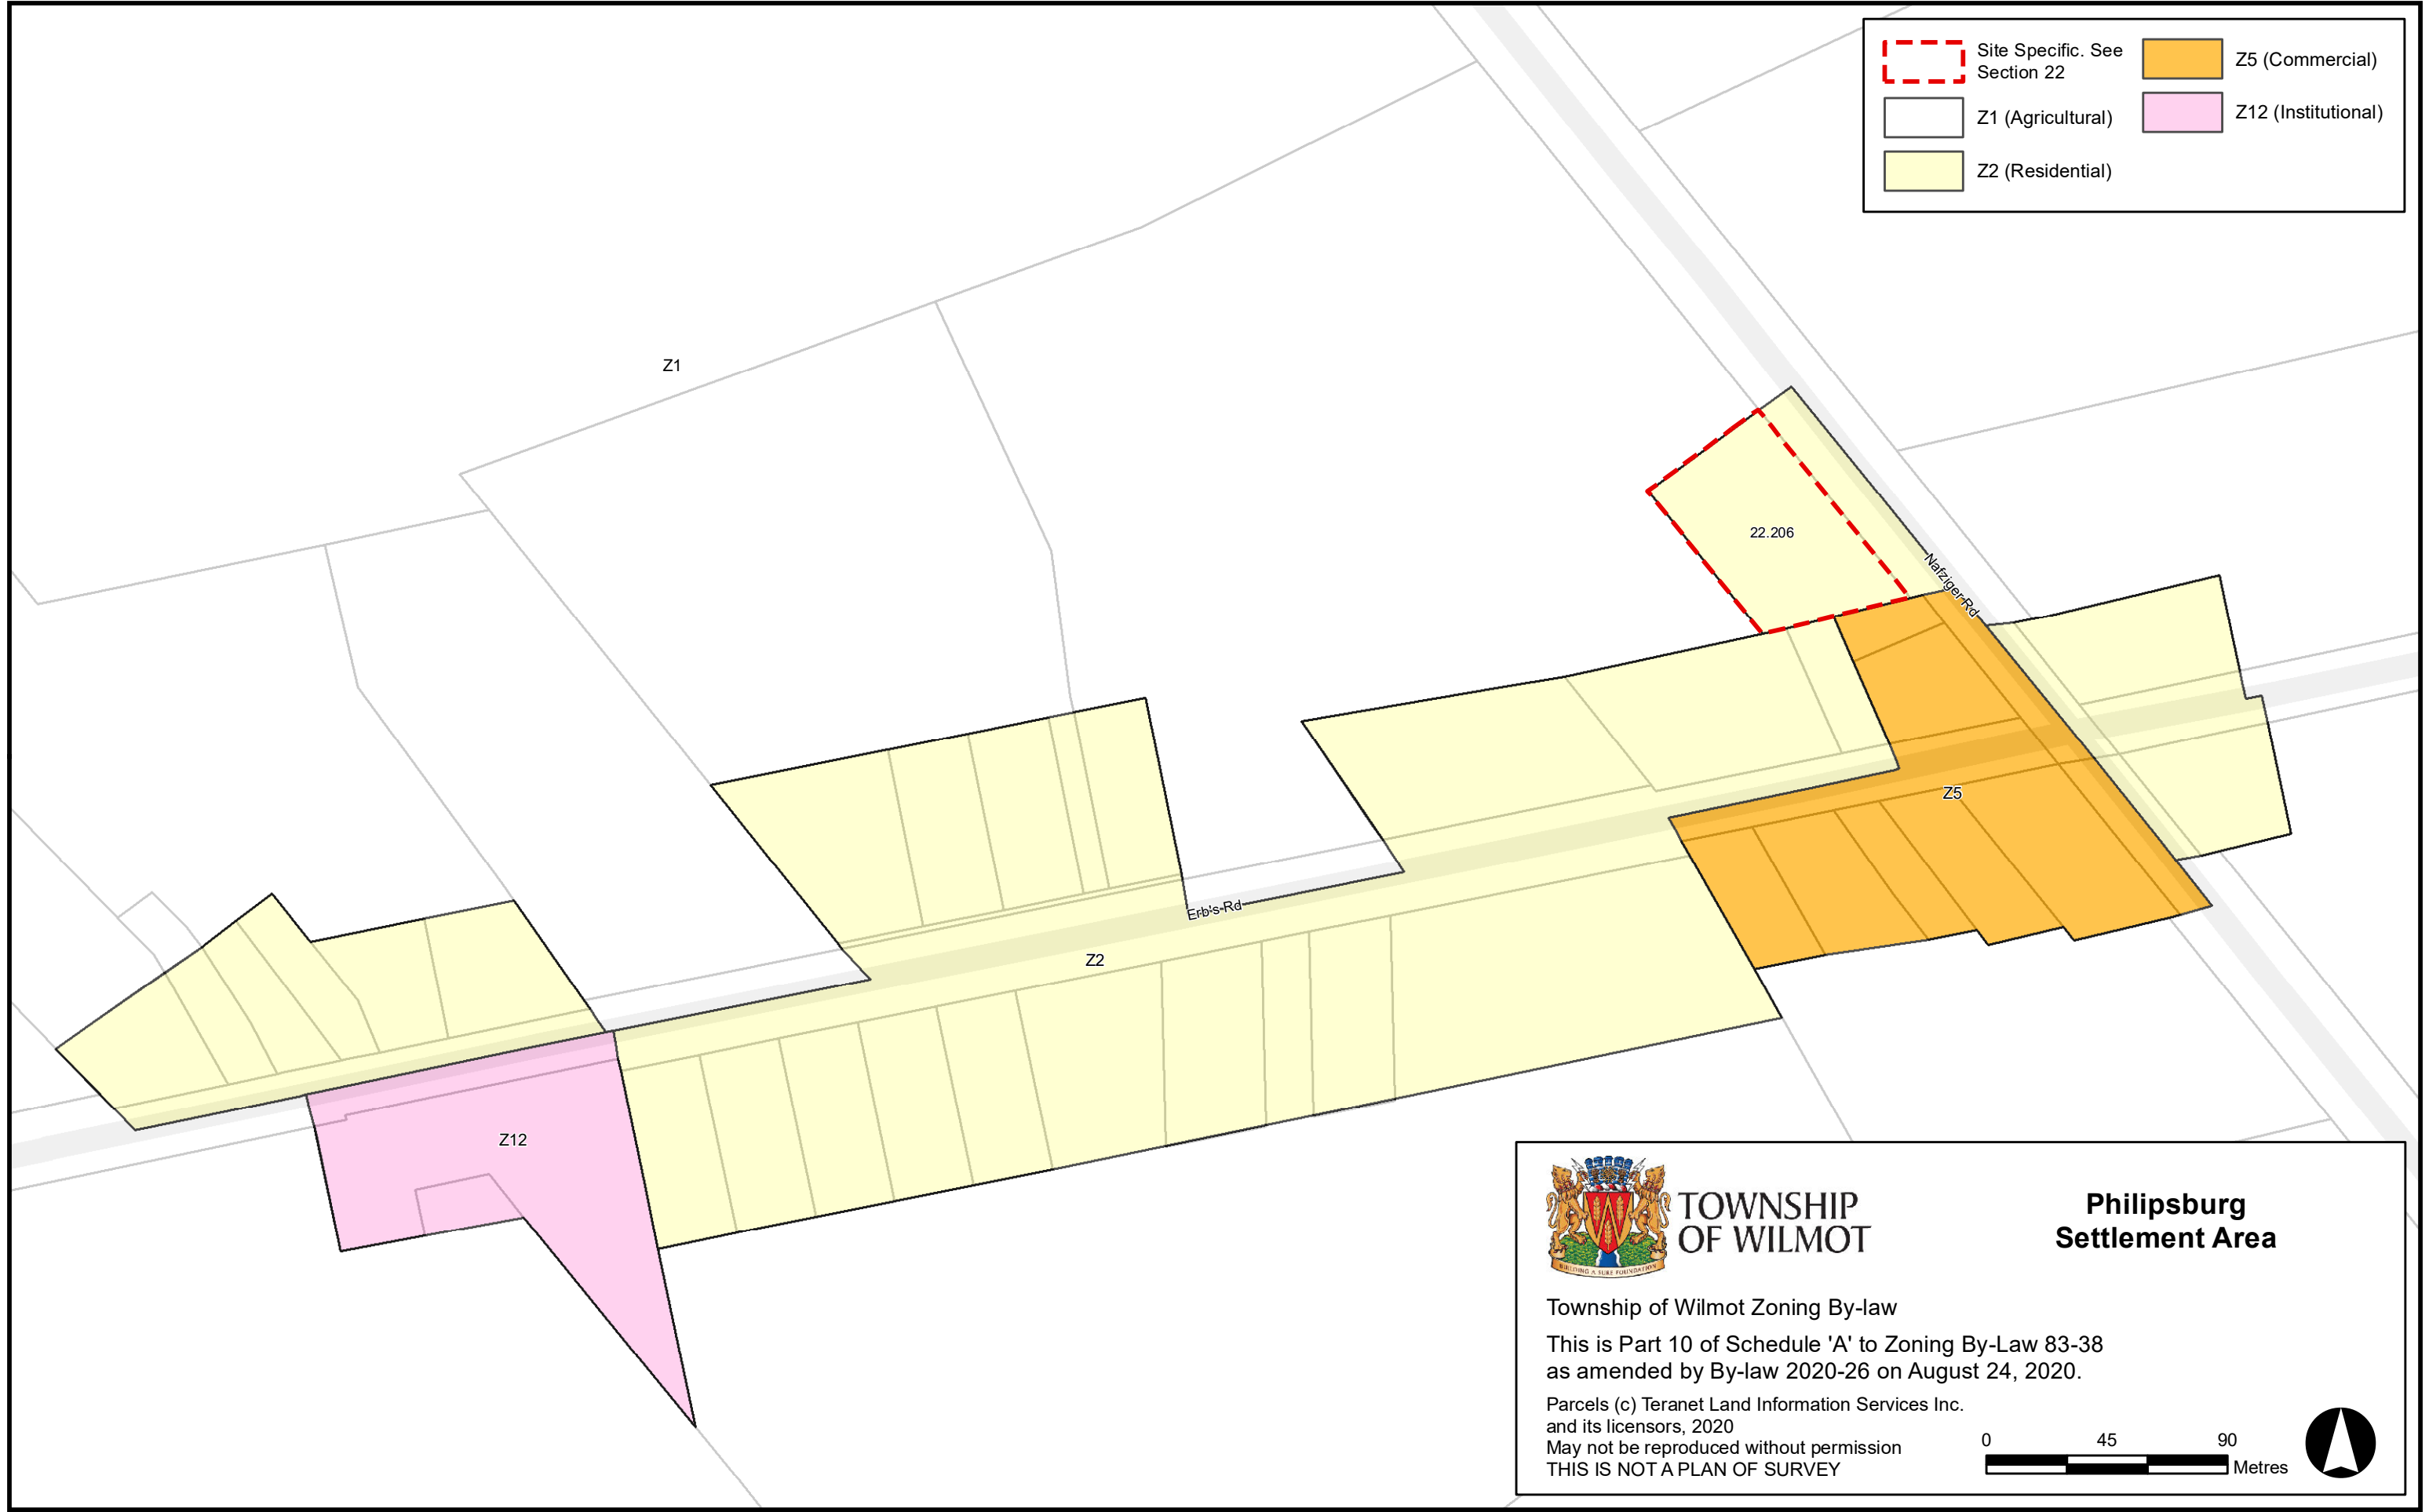 Site Specific. See
Section 22
Z1 (Agricultural)
Z2 (Residential)
Z5 (Commercial)
Z12 (Institutional)
Z1
22.206
Nafziger Rd
Z5
Erb's Rd
Z2
Z12
BUILDING A SURE FOUNDATION
TOWNSHIP
OF WILMOT
Philipsburg
Settlement Area
Township of Wilmot Zoning By-law
This is Part 10 of Schedule 'A' to Zoning By-Law 83-38
as amended by By-law 2020-26 on August 24, 2020.
Parcels (c) Teranet Land Information Services Inc.
and its licensors, 2020
May not be reproduced without permission
THIS IS NOT A PLAN OF SURVEY
0 45 90
Metres